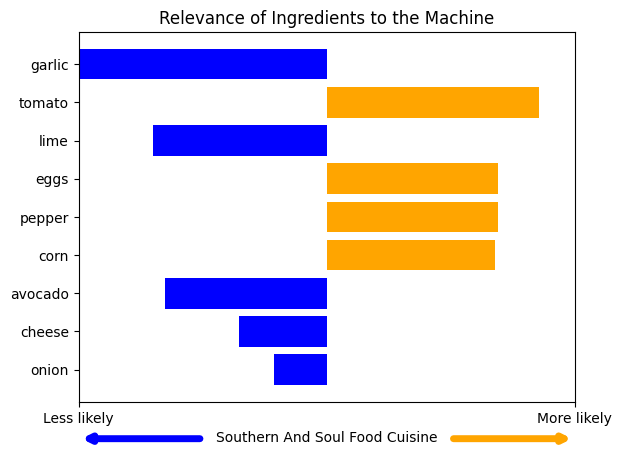 Relevance of Ingredients to the Machine
garlic
tomato
lime
eggs
pepper
corn
avocado
cheese
onion
Less likely More likely
Southern And Soul Food Cuisine